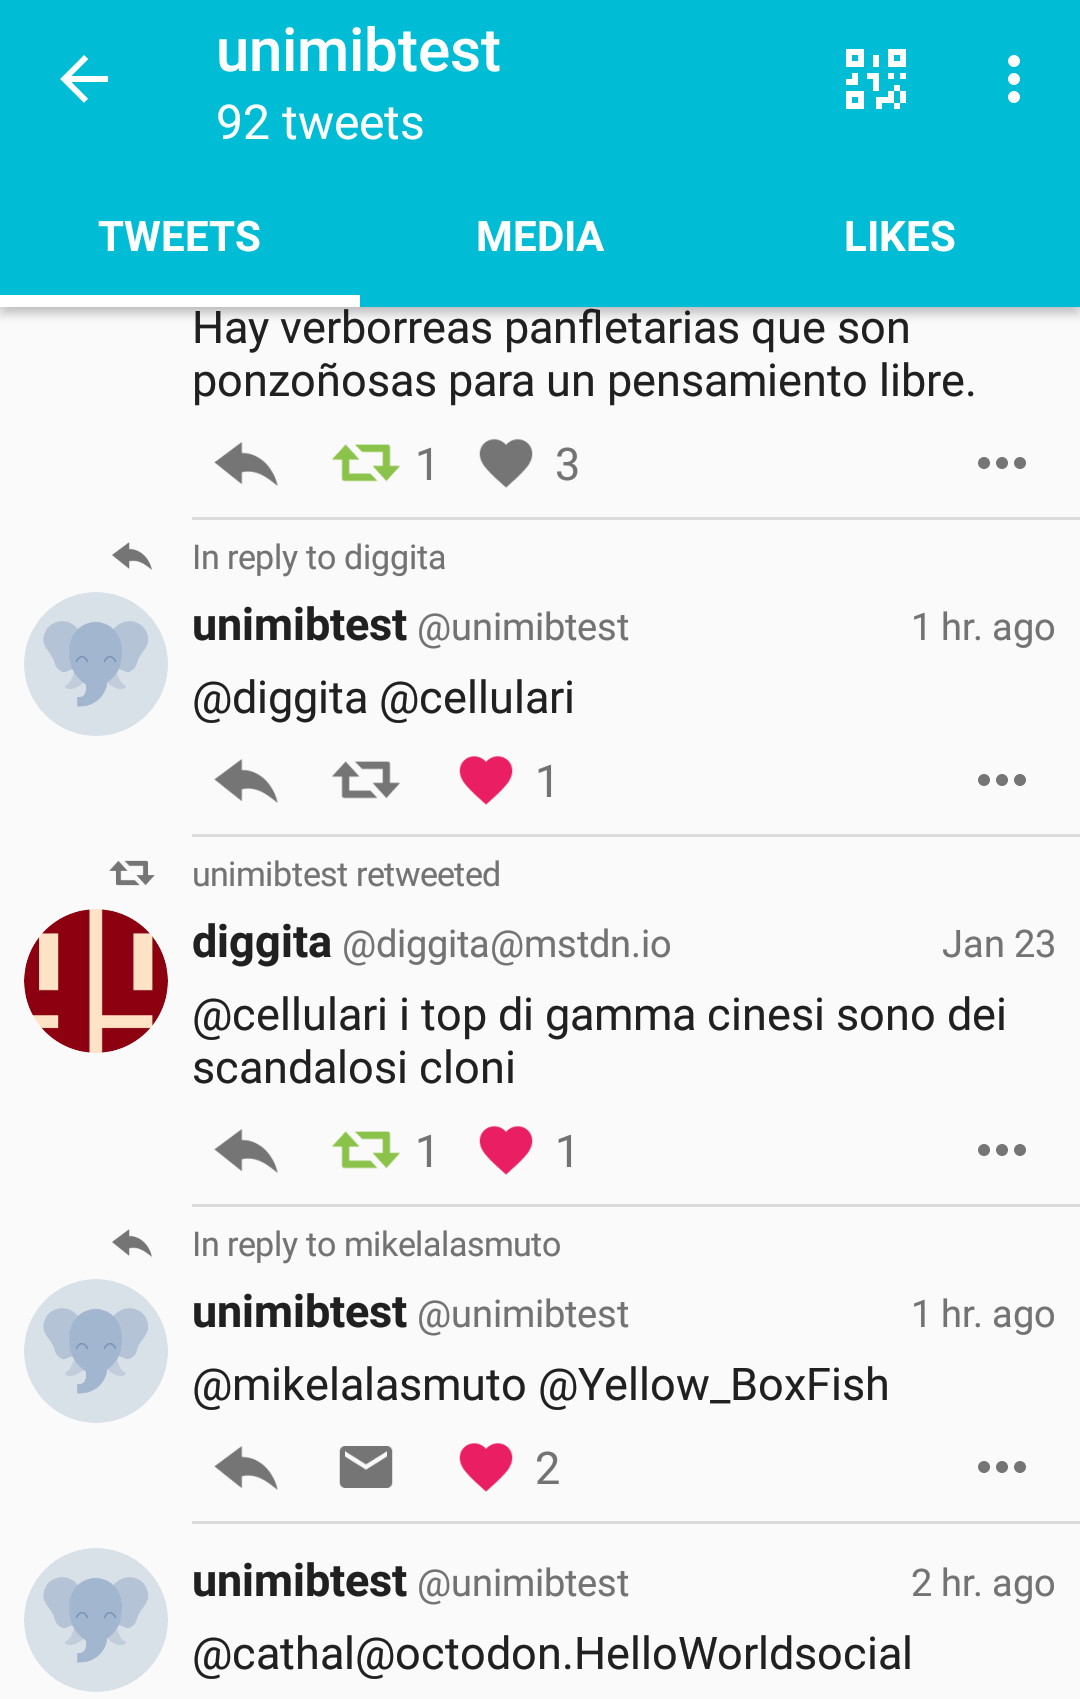 unimibtest
92 tweets
TWEETS
MEDIA
LIKES
Hay verborreas panfletarias que son
ponzoñosas para un pensamiento libre.
1 3
In reply to diggita
unimibtest @unimibtest 1 hr. ago
@diggita @cellulari
1
unimibtest retweeted
diggita @diggita@mstdn.io Jan 23
@cellulari i top di gamma cinesi sono dei
scandalosi cloni
1 1
In reply to mikelalasmuto
unimibtest @unimibtest 1 hr. ago
@mikelalasmuto @Yellow_BoxFish
2
unimibtest @unimibtest 2 hr. ago
@cathal@octodon.HelloWorldsocial